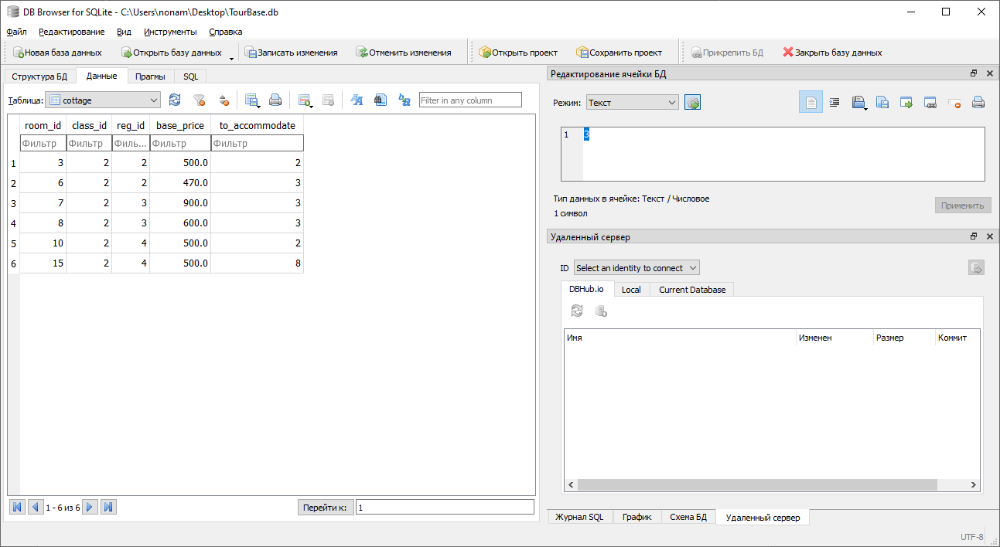 DB Browser for SQLite - C:\Users\nonam\Desktop\TourBase.db
Файл Редактирование Вид Инструменты Справка
Новая база данных Открыть базу данных Записать изменения Отменить изменения Открыть проект Сохранить проект Прикрепить БД Закрыть базу данных
Структура БД Данные Прагмы SQL
Таблица: cottage Filter in any column
room_id class_id reg_id base_price to_accommodate
Фильтр Фильтр Филь... Фильтр Фильтр
1 3 2 2 500.0 2
2 6 2 2 470.0 3
3 7 2 3 900.0 3
4 8 2 3 600.0 3
5 10 2 4 500.0 2
6 15 2 4 500.0 8
1 - 6 из 6 Перейти к: 1
Редактирование ячейки БД
Режим: Текст
1 3
Тип данных в ячейке: Текст / Числовое
1 символ
Применить
Удаленный сервер
ID Select an identity to connect
DBHub.io Local Current Database
Имя Изменен Размер Коммит
Журнал SQL График Схема БД Удаленный сервер
UTF-8